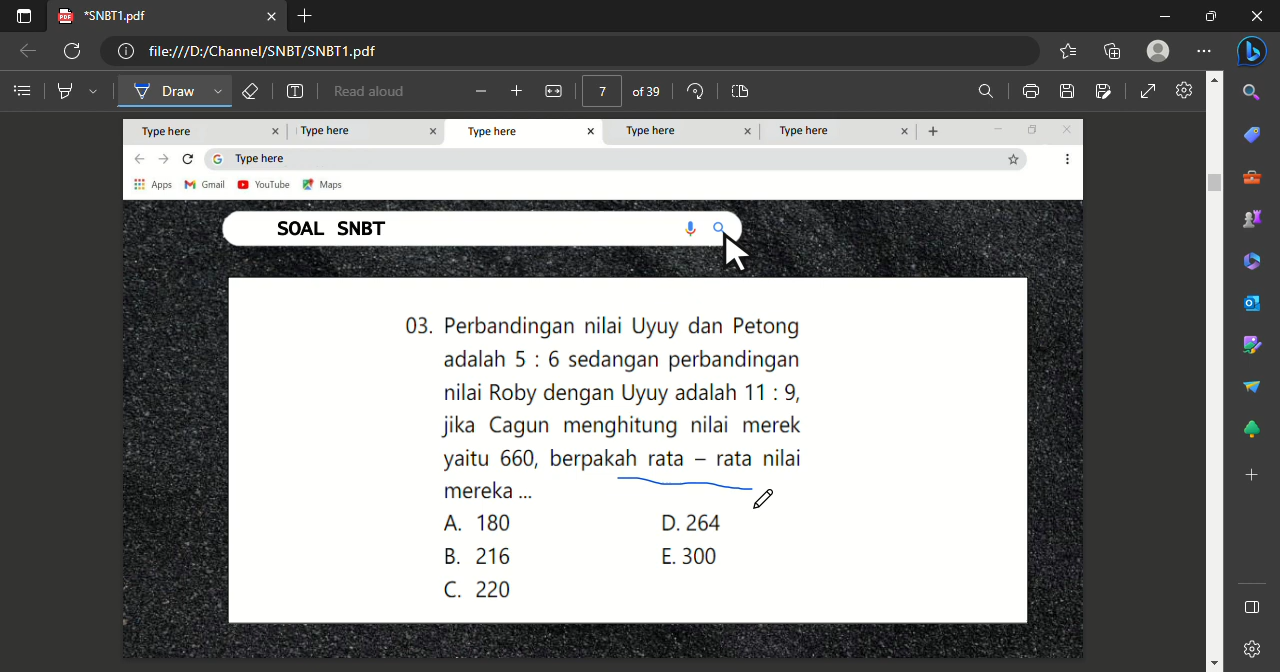 *SNBT1.pdf
file:///D:/Channel/SNBT/SNBT1.pdf
Draw
Read aloud
7 of 39
Type here Type here Type here Type here Type here
Type here
Apps Gmail YouTube Maps
SOAL SNBT
03. Perbandingan nilai Uyuy dan Petong
adalah 5 : 6 sedangan perbandingan
nilai Roby dengan Uyuy adalah 11 : 9,
jika Cagun menghitung nilai merek
yaitu 660, berpakah rata – rata nilai
mereka ...
A. 180 D. 264
B. 216 E. 300
C. 220